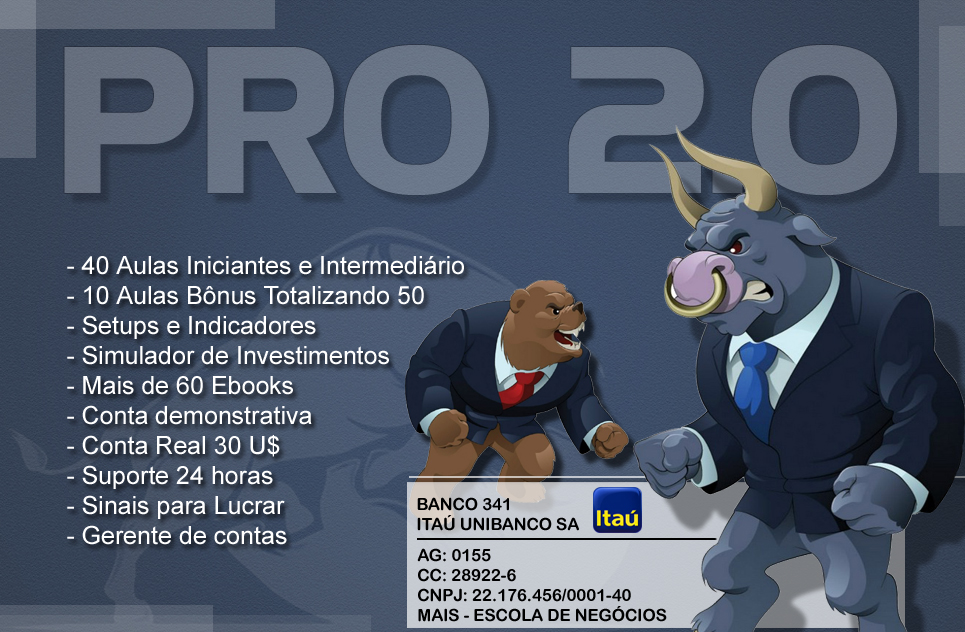 PRO 2.0
- 40 Aulas Iniciantes e Intermediário
- 10 Aulas Bônus Totalizando 50
- Setups e Indicadores
- Simulador de Investimentos
- Mais de 60 Ebooks
- Conta demonstrativa
- Conta Real 30 U$
- Suporte 24 horas
- Sinais para Lucrar
- Gerente de contas
BANCO 341
ITAÚ UNIBANCO SA
Itaú
AG: 0155
CC: 28922-6
CNPJ: 22.176.456/0001-40
MAIS - ESCOLA DE NEGÓCIOS